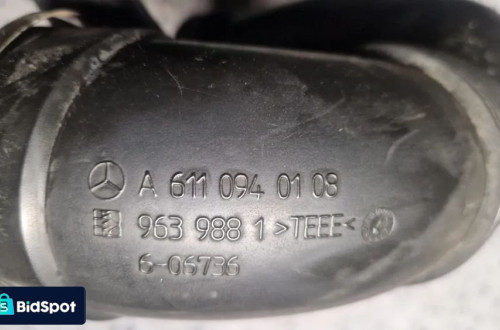 A 611 094 01 08
963 988 1 >TEEE<
6-06736
BidSpot